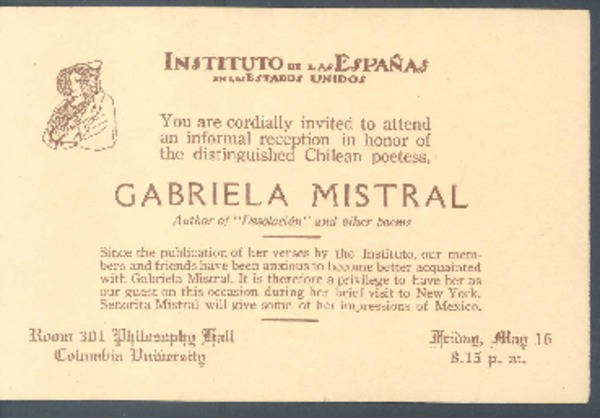 INSTITUTO DE LAS ESPAÑAS
EN LOS ESTADOS UNIDOS
You are cordially invited to attend
an informal reception in honor of
the distinguished Chilean poetess,
GABRIELA MISTRAL
Author of "Desolación" and other poems
Since the publication of her verses by the Instituto, our mem-
bers and friends have been anxious to become better acquainted
with Gabriela Mistral. It is therefore a privilege to have her as
our guest on this occasion during her brief visit to New York.
Señorita Mistral will give some of her impressions of Mexico.
Room 301 Philosophy Hall
Columbia University
Friday, May 16
8.15 p. m.